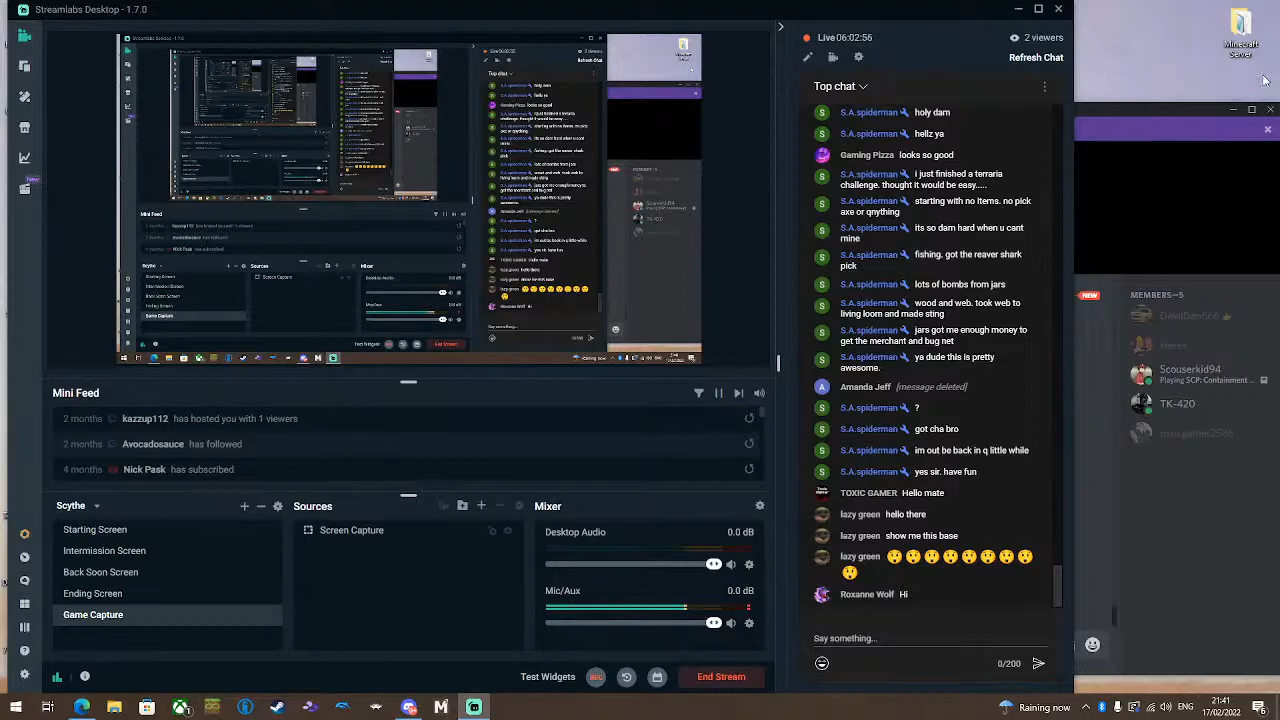 Streamlabs Desktop - 1.7.0
Minecraft
Server
Live 06:02:55
2 viewers
Refresh Chat
Top chat
S.A.spiderman holy dam
S.A.spiderman hellz ya
Gaming Plazx looks so good
S.A.spiderman i just finised a terraria
challenge. thought it would be easy.....
S.A.spiderman starting with no items. no pick
axe or qnything
S.A.spiderman its so dam hard when u cant
mine
S.A.spiderman fishing. got the reaver shark
pick
S.A.spiderman lots of bombs from jars
S.A.spiderman wood and web. took web to
living loom and made sting
S.A.spiderman jars got me enough money to
get the merchant and bug net
S.A.spiderman ya dude this is pretty
awesome.
Amanda Jeff [message deleted]
S.A.spiderman ?
S.A.spiderman got cha bro
S.A.spiderman im out be back in q little while
S.A.spiderman yes sir. have fun
TOXIC GAMER Hello mate
lazy green hello there
lazy green show me this base
lazy green
Roxanne Wolf Hi
Say something...
0/200
NEW
MEMBERS—5
DevilDan666
Scouserkid94
Playing SCP: Containment ...
TK-420
Mini Feed
2 months kazzup112 has hosted you with 1 viewers
2 months Avocadosauce has followed
4 months Nick Pask has subscribed
Scythe
Starting Screen
Intermission Screen
Back Soon Screen
Ending Screen
Game Capture
Sources
Screen Capture
Mixer
Desktop Audio 0.0 dB
Mic/Aux 0.0 dB
Test Widgets
REC
End Stream
Raining now
21:41
17/02/2022